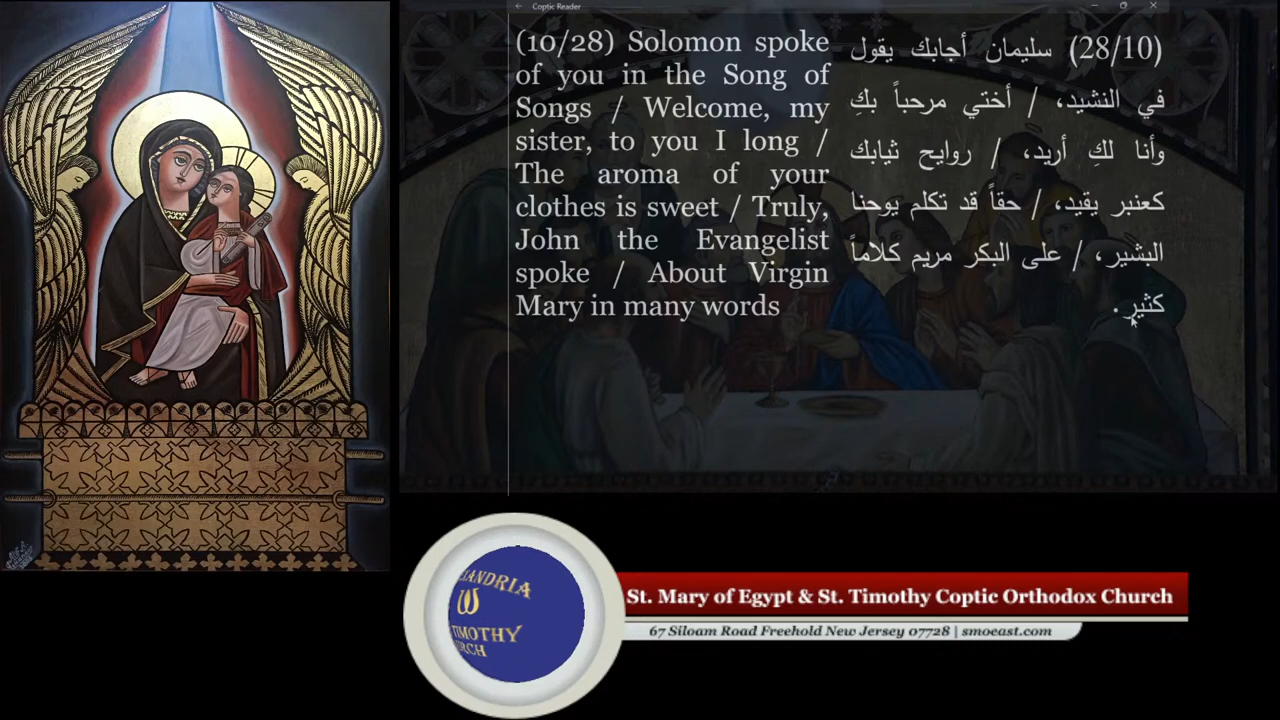 Coptic Reader
(10/28) Solomon spoke
of you in the Song of
Songs / Welcome, my
sister, to you I long /
The aroma of your
clothes is sweet / Truly,
John the Evangelist
spoke / About Virgin
Mary in many words
(28/10) سليمان أجابك يقول
في النشيد، / أختي مرحباً بكِ
وأنا لكِ أربد، / روايح ثيابك
كعنبر يقيد، / حقاً قد تكلم يوحنا
البشير، / على البكر مريم كلاماً
كثير.
ANDRIA
TIMOTHY
St. Mary of Egypt & St. Timothy Coptic Orthodox Church
67 Siloam Road Freehold New Jersey 07728 | smoeast.com